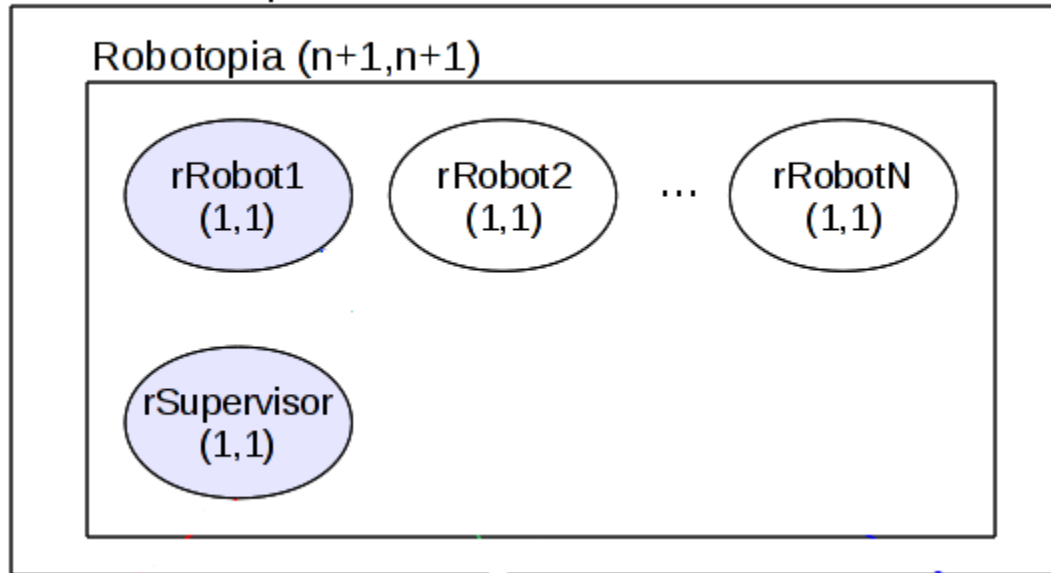 Robotopia (n+1,n+1)
rRobot1
(1,1)
rRobot2
(1,1)
...
rRobotN
(1,1)
rSupervisor
(1,1)